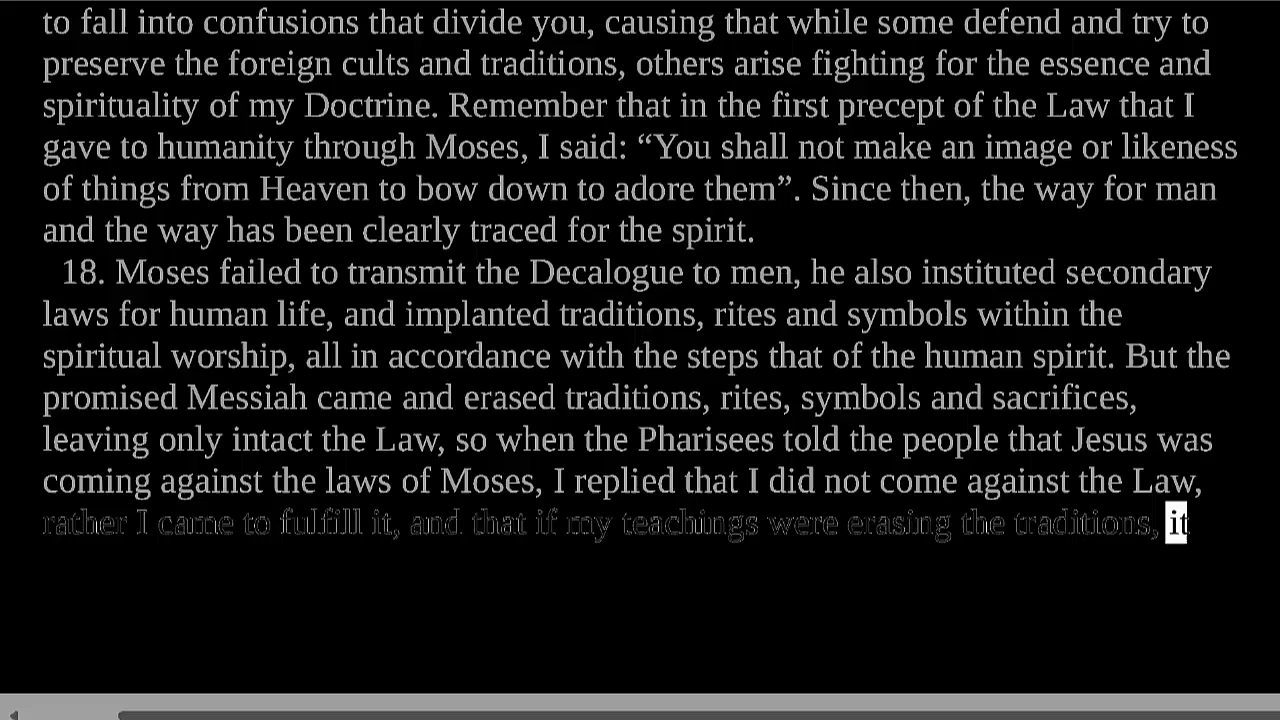 to fall into confusions that divide you, causing that while some defend and try to
preserve the foreign cults and traditions, others arise fighting for the essence and
spirituality of my Doctrine. Remember that in the first precept of the Law that I
gave to humanity through Moses, I said: “You shall not make an image or likeness
of things from Heaven to bow down to adore them”. Since then, the way for man
and the way has been clearly traced for the spirit.
18. Moses failed to transmit the Decalogue to men, he also instituted secondary
laws for human life, and implanted traditions, rites and symbols within the
spiritual worship, all in accordance with the steps that of the human spirit. But the
promised Messiah came and erased traditions, rites, symbols and sacrifices,
leaving only intact the Law, so when the Pharisees told the people that Jesus was
coming against the laws of Moses, I replied that I did not come against the Law,
rather I came to fulfill it, and that if my teachings were erasing the traditions, it